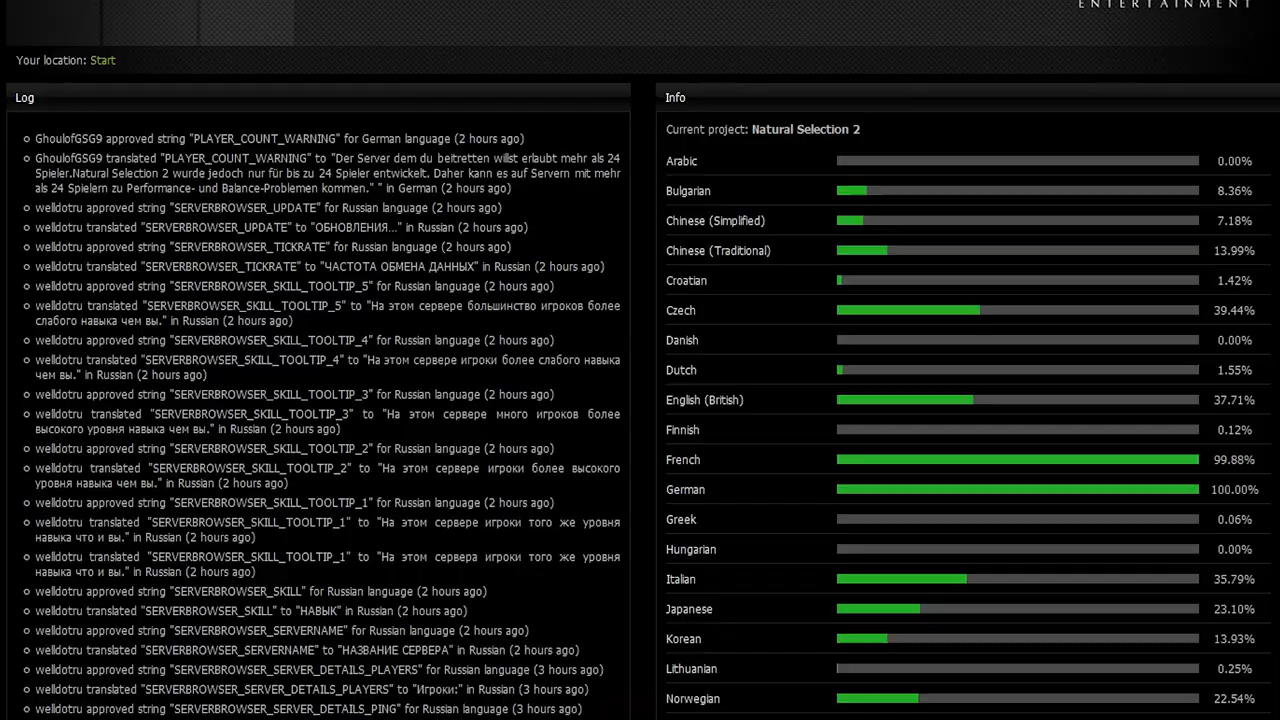 ENTERTAINMENT
Your location: Start
Log
GhoulofGSG9 approved string "PLAYER_COUNT_WARNING" for German language (2 hours ago)
GhoulofGSG9 translated "PLAYER_COUNT_WARNING" to "Der Server dem du beitretten willst erlaubt mehr als 24
Spieler.Natural Selection 2 wurde jedoch nur für bis zu 24 Spieler entwickelt. Daher kann es auf Servern mit mehr
als 24 Spielern zu Performance- und Balance-Problemen kommen." " in German (2 hours ago)
welldotru approved string "SERVERBROWSER_UPDATE" for Russian language (2 hours ago)
welldotru translated "SERVERBROWSER_UPDATE" to "ОБНОВЛЕНИЯ..." in Russian (2 hours ago)
welldotru approved string "SERVERBROWSER_TICKRATE" for Russian language (2 hours ago)
welldotru translated "SERVERBROWSER_TICKRATE" to "ЧАСТОТА ОБМЕНА ДАННЫХ" in Russian (2 hours ago)
welldotru approved string "SERVERBROWSER_SKILL_TOOLTIP_5" for Russian language (2 hours ago)
welldotru translated "SERVERBROWSER_SKILL_TOOLTIP_5" to "На этом сервере большинство игроков более
слабого навыка чем вы." in Russian (2 hours ago)
welldotru approved string "SERVERBROWSER_SKILL_TOOLTIP_4" for Russian language (2 hours ago)
welldotru translated "SERVERBROWSER_SKILL_TOOLTIP_4" to "На этом сервере игроки более слабого навыка
чем вы." in Russian (2 hours ago)
welldotru approved string "SERVERBROWSER_SKILL_TOOLTIP_3" for Russian language (2 hours ago)
welldotru translated "SERVERBROWSER_SKILL_TOOLTIP_3" to "На этом сервере много игроков более
высокого уровня навыка чем вы." in Russian (2 hours ago)
welldotru approved string "SERVERBROWSER_SKILL_TOOLTIP_2" for Russian language (2 hours ago)
welldotru translated "SERVERBROWSER_SKILL_TOOLTIP_2" to "На этом сервере игроки более высокого
уровня навыка чем вы." in Russian (2 hours ago)
welldotru approved string "SERVERBROWSER_SKILL_TOOLTIP_1" for Russian language (2 hours ago)
welldotru translated "SERVERBROWSER_SKILL_TOOLTIP_1" to "На этом сервере игроки того же уровня
навыка что и вы." in Russian (2 hours ago)
welldotru translated "SERVERBROWSER_SKILL_TOOLTIP_1" to "На этом сервера игроки того же уровня
навыка что и вы." in Russian (2 hours ago)
welldotru approved string "SERVERBROWSER_SKILL" for Russian language (2 hours ago)
welldotru translated "SERVERBROWSER_SKILL" to "НАВЫК" in Russian (2 hours ago)
welldotru approved string "SERVERBROWSER_SERVERNAME" for Russian language (2 hours ago)
welldotru translated "SERVERBROWSER_SERVERNAME" to "НАЗВАНИЕ СЕРВЕРА" in Russian (2 hours ago)
welldotru approved string "SERVERBROWSER_SERVER_DETAILS_PLAYERS" for Russian language (3 hours ago)
welldotru translated "SERVERBROWSER_SERVER_DETAILS_PLAYERS" to "Игроки:" in Russian (3 hours ago)
welldotru approved string "SERVERBROWSER_SERVER_DETAILS_PING" for Russian language (3 hours ago)
Info
Current project: Natural Selection 2
Arabic 0.00%
Bulgarian 8.36%
Chinese (Simplified) 7.18%
Chinese (Traditional) 13.99%
Croatian 1.42%
Czech 39.44%
Danish 0.00%
Dutch 1.55%
English (British) 37.71%
Finnish 0.12%
French 99.88%
German 100.00%
Greek 0.06%
Hungarian 0.00%
Italian 35.79%
Japanese 23.10%
Korean 13.93%
Lithuanian 0.25%
Norwegian 22.54%